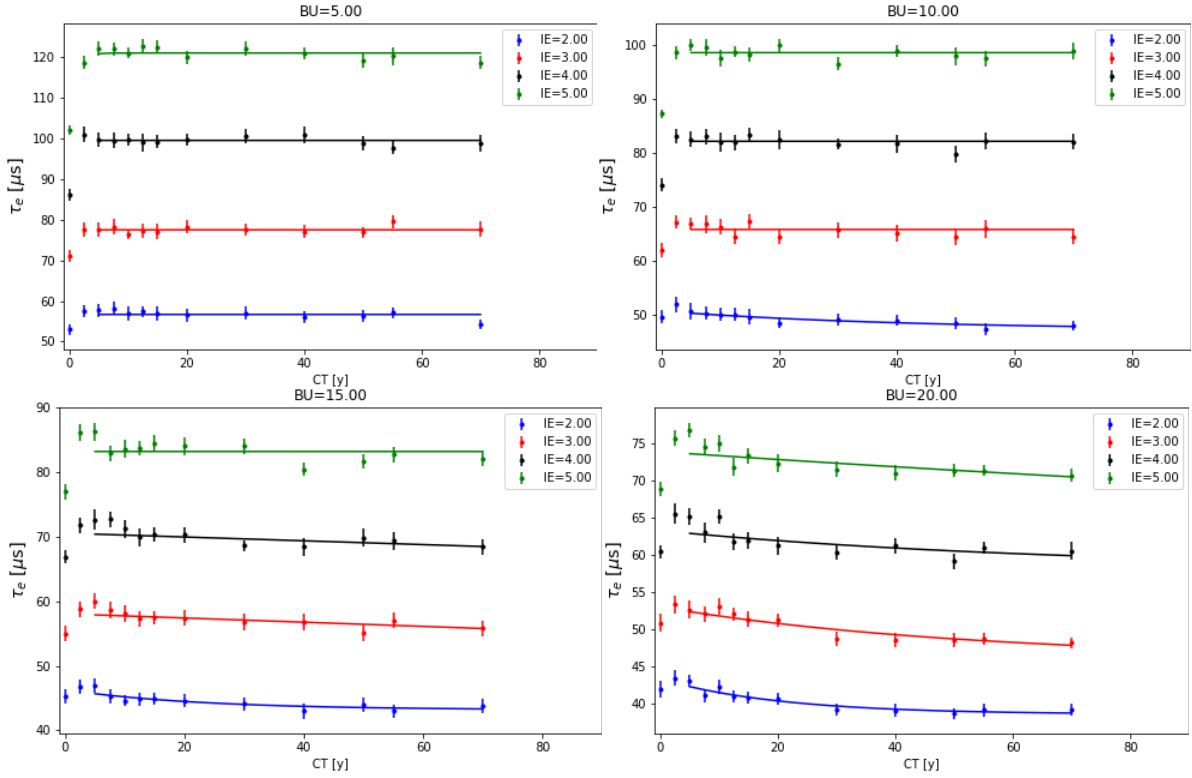 BU=5.00
120
110
100
90
80
70
60
50
τe [μs]
0
20
40
60
80
CT [y]
IE=2.00
IE=3.00
IE=4.00
IE=5.00
BU=10.00
100
90
80
70
60
50
τe [μs]
0
20
40
60
80
CT [y]
IE=2.00
IE=3.00
IE=4.00
IE=5.00
BU=15.00
90
80
70
60
50
40
τe [μs]
0
20
40
60
80
CT [y]
IE=2.00
IE=3.00
IE=4.00
IE=5.00
BU=20.00
75
70
65
60
55
50
45
40
τe [μs]
0
20
40
60
80
CT [y]
IE=2.00
IE=3.00
IE=4.00
IE=5.00